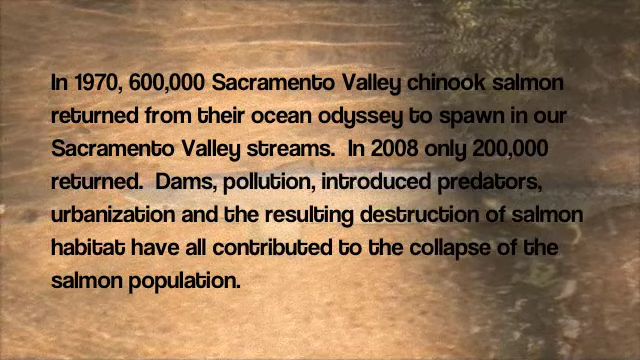 In 1970, 600,000 Sacramento Valley chinook salmon
returned from their ocean odyssey to spawn in our
Sacramento Valley streams.  In 2008 only 200,000
returned.  Dams, pollution, introduced predators,
urbanization and the resulting destruction of salmon
habitat have all contributed to the collapse of the
salmon population.